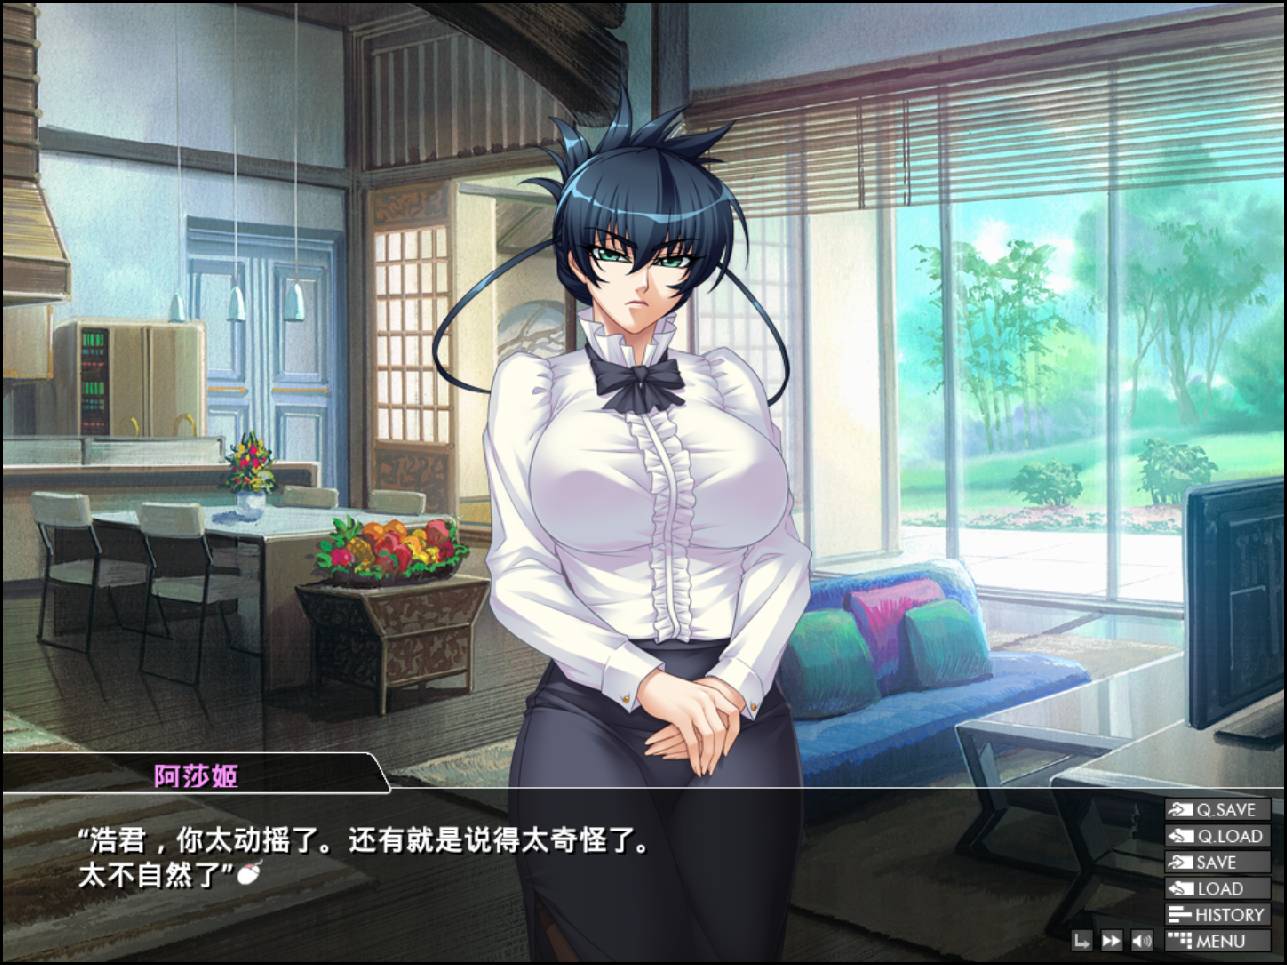 阿莎姬
“浩君，你太动摇了。还有就是说得太奇怪了。
太不自然了”
Q.SAVE
Q.LOAD
SAVE
LOAD
HISTORY
MENU